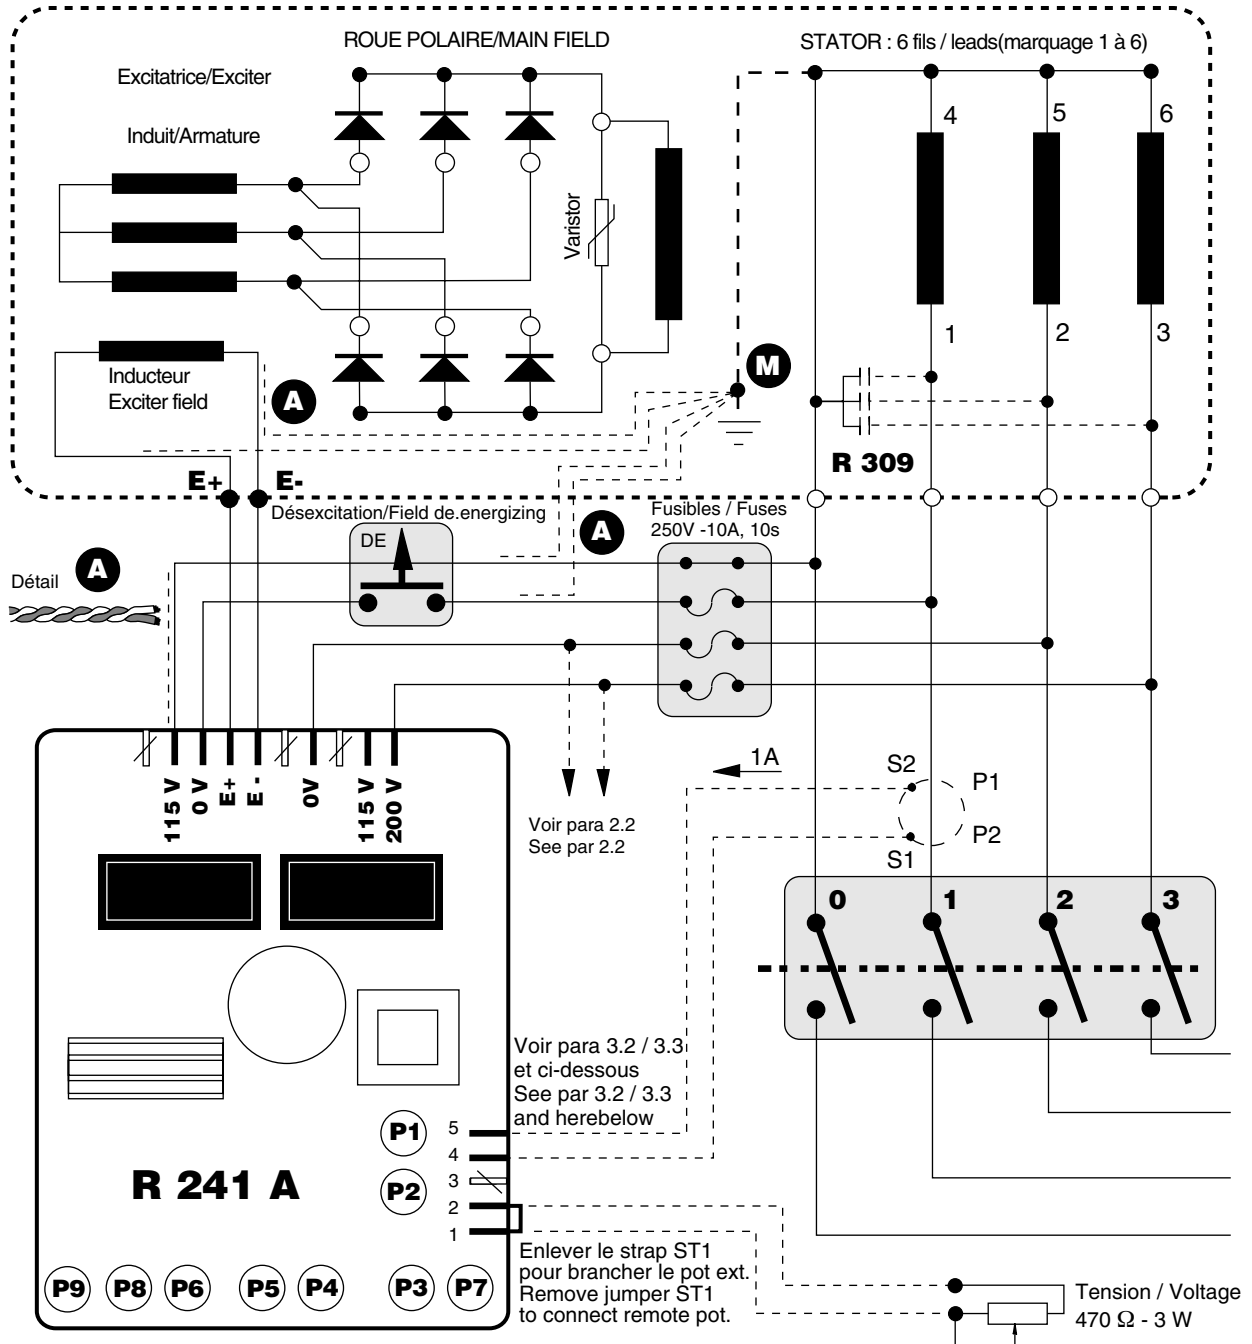 ROUE POLAIRE/MAIN FIELD
STATOR : 6 fils / leads(marquage 1 à 6)
Excitatrice/Exciter
Induit/Armature
Varistor
4
5
6
1
2
3
M
Inducteur
Exciter field
A
R 309
E+
E-
Désexcitation/Field de.energizing
DE
A
Fusibles / Fuses
250V -10A, 10s
Détail
A
115 V
0 V
E+
E -
0V
115 V
200 V
Voir para 2.2
See par 2.2
1A
S2
P1
P2
S1
0
1
2
3
Voir para 3.2 / 3.3
et ci-dessous
See par 3.2 / 3.3
and herebelow
P1
5
4
R 241 A
P2
3
2
1
Enlever le strap ST1
pour brancher le pot ext.
Remove jumper ST1
to connect remote pot.
P9
P8
P6
P5
P4
P3
P7
Tension / Voltage
470 Ω - 3 W